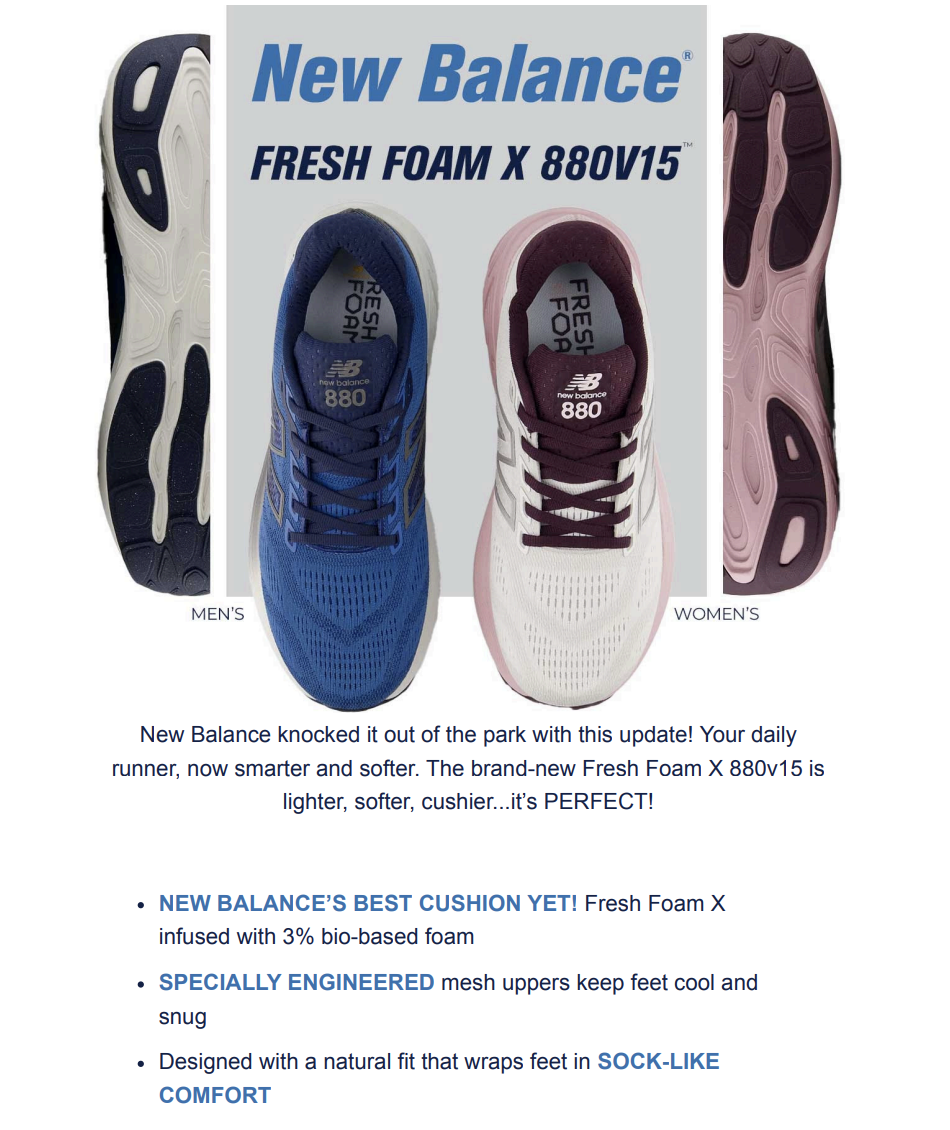 New Balance®
FRESH FOAM X 880V15™
FRESH
FOAM
NB
new balance
880
FRESH
FOA
NB
new balance
880
MEN'S
WOMEN'S
New Balance knocked it out of the park with this update! Your daily
runner, now smarter and softer. The brand-new Fresh Foam X 880v15 is
lighter, softer, cushier...it’s PERFECT!
• NEW BALANCE’S BEST CUSHION YET! Fresh Foam X
infused with 3% bio-based foam
• SPECIALLY ENGINEERED mesh uppers keep feet cool and
snug
• Designed with a natural fit that wraps feet in SOCK-LIKE
COMFORT